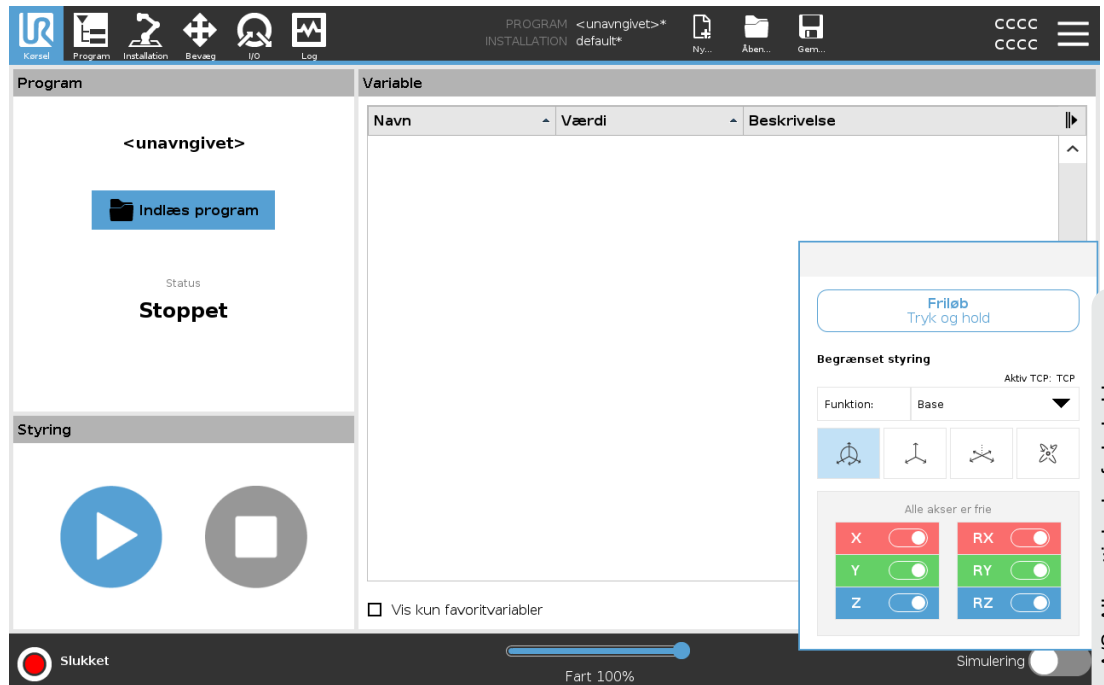 UR
Kørsel
Program
Installation
Bevæg
I/O
Log
PROGRAM <unavngivet>*
INSTALLATION default*
Ny...
Åben...
Gem...
CCCC
CCCC
Program
<unavngivet>
Indlæs program
Status
Stoppet
Styring
Variable
Navn
Værdi
Beskrivelse
Vis kun favoritvariabler
Friløb
Tryk og hold
Begrænset styring
Aktiv TCP: TCP
Funktion: Base
Alle akser er frie
X RX
Y RY
Z RZ
Slukket
Fart 100%
Simulering